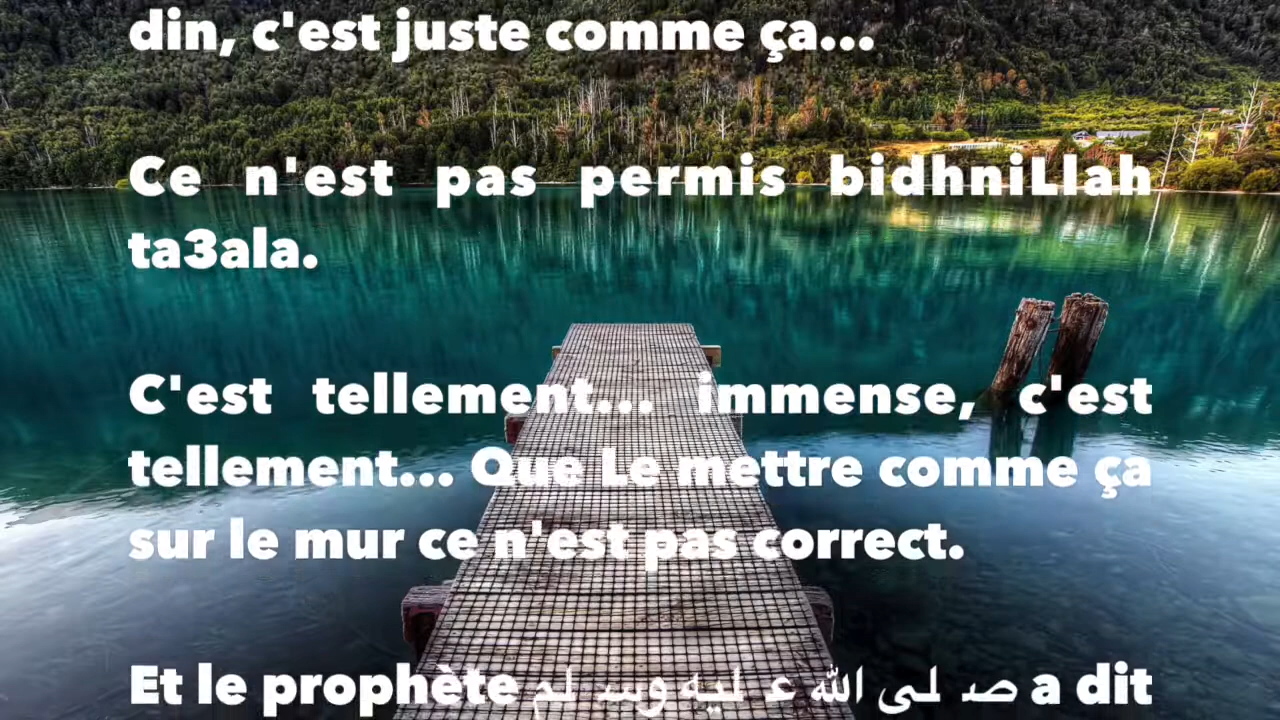 din, c'est juste comme ça...
Ce n'est pas permis bidhniLlah
ta3ala.
C'est tellement... immense, c'est
tellement... Que Le mettre comme ça
sur le mur ce n'est pas correct.
Et le prophète صلى الله عليه وسلم a dit